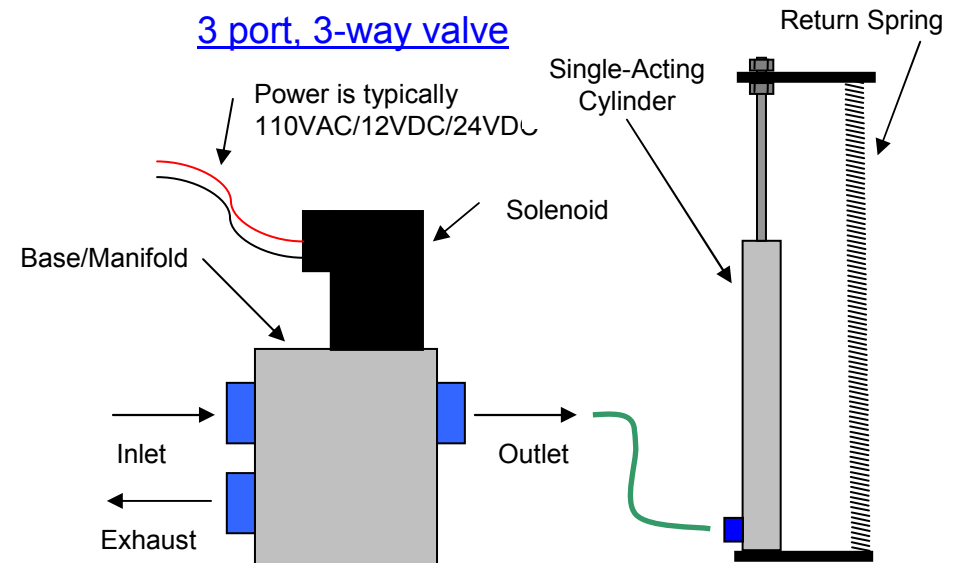 3 port, 3-way valve
Return Spring
Single-Acting
Cylinder
Power is typically
110VAC/12VDC/24VDC
Solenoid
Base/Manifold
Inlet
Outlet
Exhaust